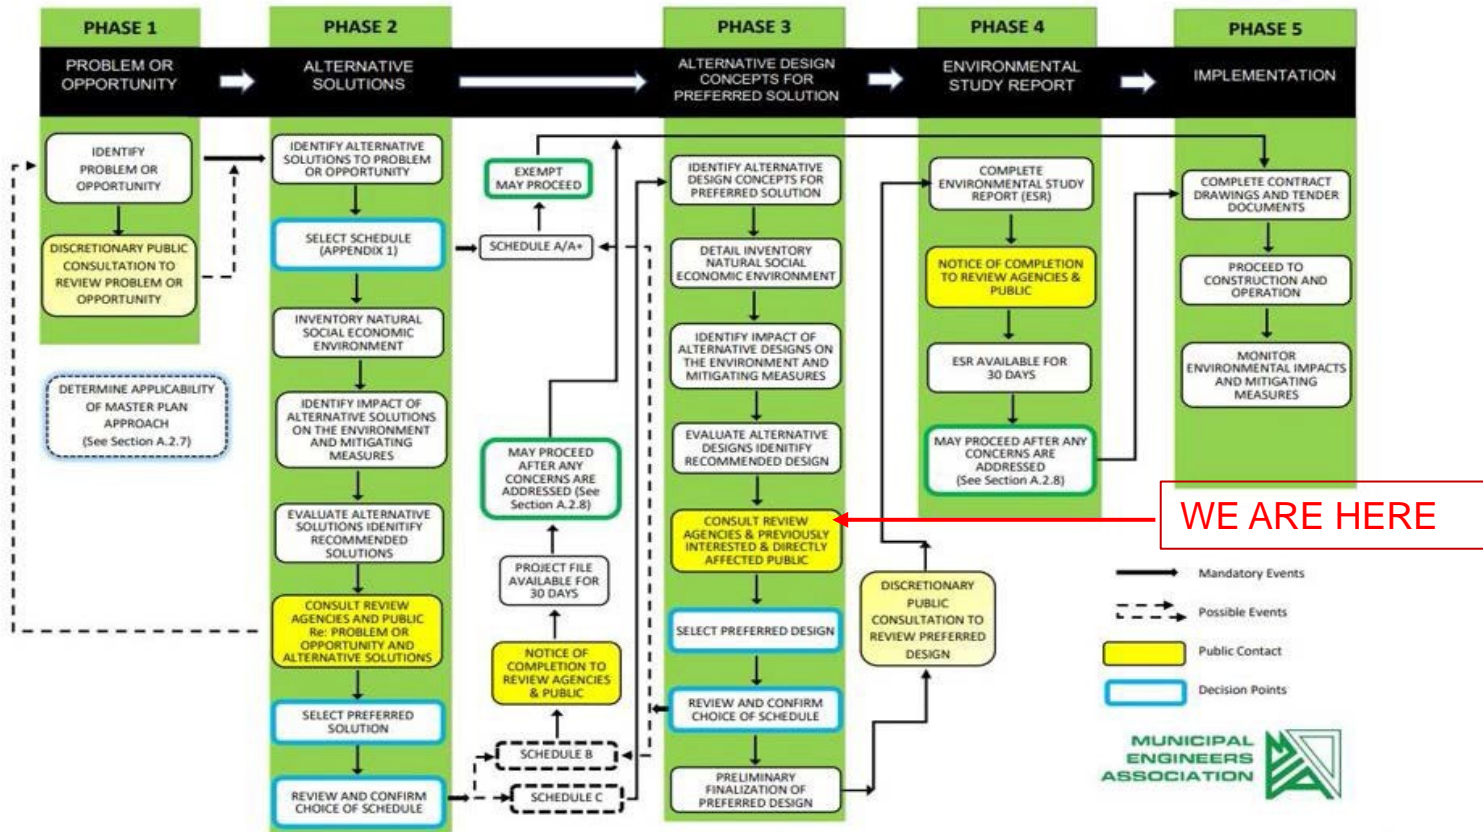 PHASE 1
PROBLEM OR
OPPORTUNITY
IDENTIFY
PROBLEM OR
OPPORTUNITY
DISCRETIONARY PUBLIC
CONSULTATION TO
REVIEW PROBLEM OR
OPPORTUNITY
DETERMINE APPLICABILITY
OF MASTER PLAN
APPROACH
(See Section A.2.7)
PHASE 2
ALTERNATIVE
SOLUTIONS
IDENTIFY ALTERNATIVE
SOLUTIONS TO PROBLEM
OR OPPORTUNITY
SELECT SCHEDULE
(APPENDIX 1)
INVENTORY NATURAL
SOCIAL ECONOMIC
ENVIRONMENT
IDENTIFY IMPACT OF
ALTERNATIVE SOLUTIONS
ON THE ENVIRONMENT
AND MITIGATING
MEASURES
EVALUATE ALTERNATIVE
SOLUTIONS IDENITIFY
RECOMMENDED
SOLUTIONS
CONSULT REVIEW
AGENCIES AND PUBLIC
Re: PROBLEM OR
OPPORTUNITY AND
ALTERNATIVE SOLUTIONS
SELECT PREFERRED
SOLUTION
REVIEW AND CONFIRM
CHOICE OF SCHEDULE
EXEMPT
MAY PROCEED
SCHEDULE A/A+
MAY PROCEED
AFTER ANY
CONCERNS ARE
ADDRESSED (See
Section A.2.8)
PROJECT FILE
AVAILABLE FOR
30 DAYS
NOTICE OF
COMPLETION TO
REVIEW AGENCIES
& PUBLIC
SCHEDULE B
SCHEDULE C
PHASE 3
ALTERNATIVE DESIGN
CONCEPTS FOR
PREFERRED SOLUTION
IDENTIFY ALTERNATIVE
DESIGN CONCEPTS FOR
PREFERRED SOLUTION
DETAIL INVENTORY
NATURAL SOCIAL
ECONOMIC ENVIRONMENT
IDENTIFY IMPACT OF
ALTERNATIVE DESIGNS ON
THE ENVIRONMENT AND
MITIGATING MEASURES
EVALUATE ALTERNATIVE
DESIGNS IDENTIFY
RECOMMENDED DESIGN
CONSULT REVIEW
AGENCIES & PREVIOUSLY
INTERESTED & DIRECTLY
AFFECTED PUBLIC
SELECT PREFERRED DESIGN
REVIEW AND CONFIRM
CHOICE OF SCHEDULE
PRELIMINARY
FINALIZATION OF
PREFERRED DESIGN
DISCRETIONARY
PUBLIC
CONSULTATION TO
REVIEW PREFERRED
DESIGN
PHASE 4
ENVIRONMENTAL
STUDY REPORT
COMPLETE
ENVIRONMENTAL STUDY
REPORT (ESR)
NOTICE OF COMPLETION
TO REVIEW AGENCIES &
PUBLIC
ESR AVAILABLE FOR
30 DAYS
MAY PROCEED AFTER ANY
CONCERNS ARE
ADDRESSED
(See Section A.2.8)
PHASE 5
IMPLEMENTATION
COMPLETE CONTRACT
DRAWINGS AND TENDER
DOCUMENTS
PROCEED TO
CONSTRUCTION AND
OPERATION
MONITOR
ENVIRONMENTAL IMPACTS
AND MITIGATING
MEASURES
WE ARE HERE
Mandatory Events
Possible Events
Public Contact
Decision Points
MUNICIPAL
ENGINEERS
ASSOCIATION